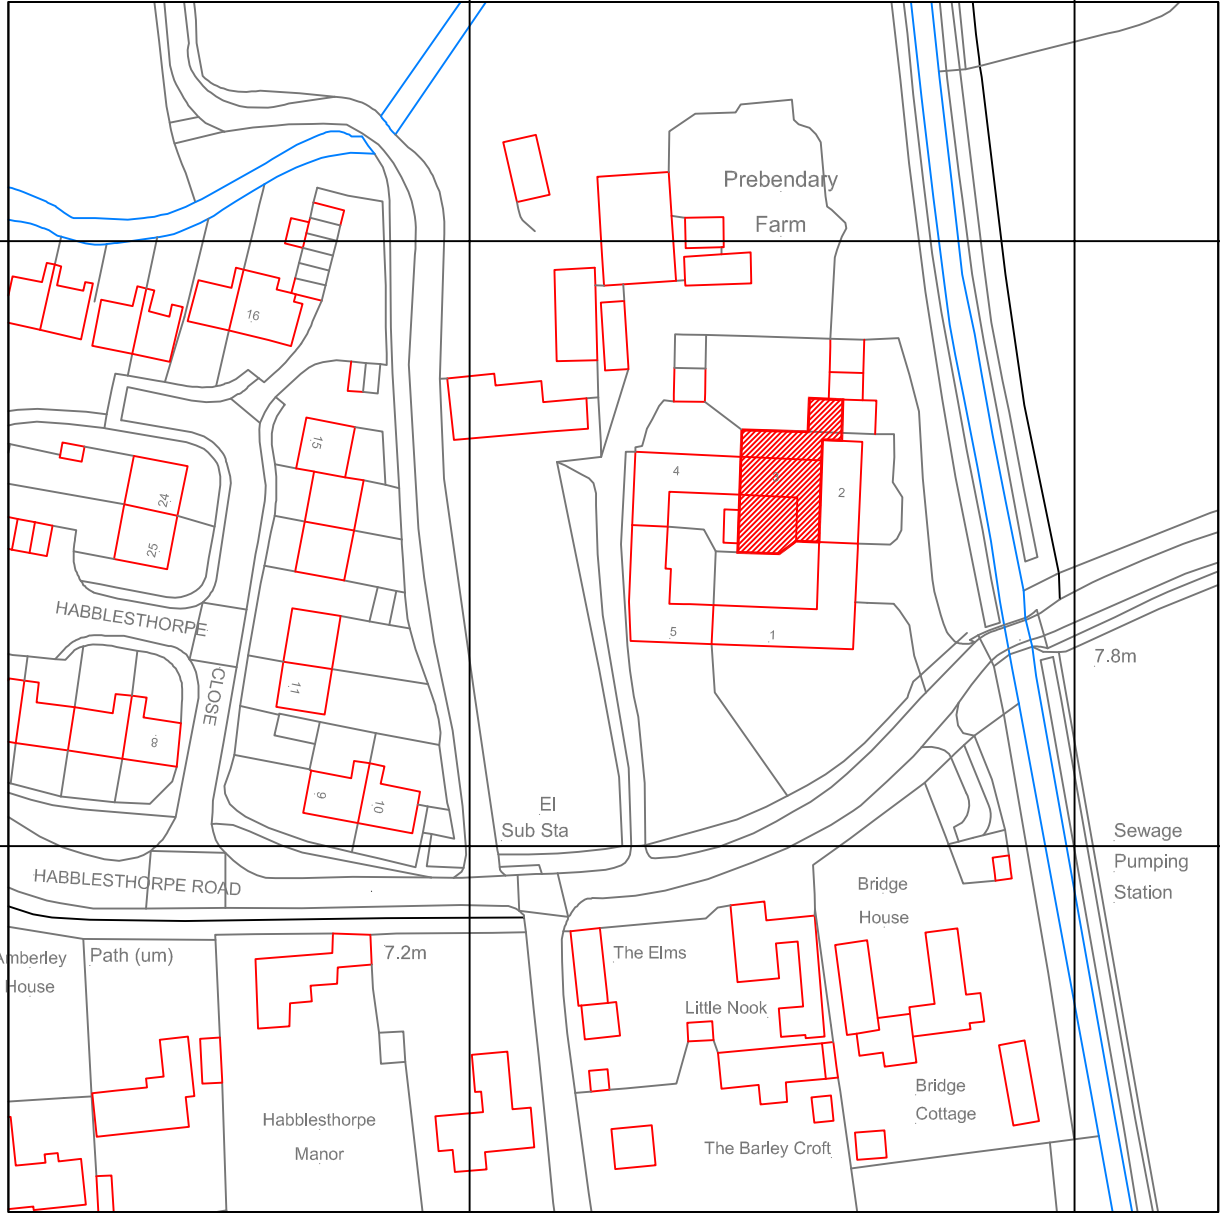 Prebendary
Farm
16
15
4
2
24
25
HABBLESTHORPE
5
1
7.8m
CLOSE
11
8
9
10
El
Sub Sta
Sewage
Pumping
Station
HABBLESTHORPE ROAD
Bridge
House
Amberley
House
Path (um)
7.2m
The Elms
Little Nook
Bridge
Cottage
Habblesthorpe
Manor
The Barley Croft